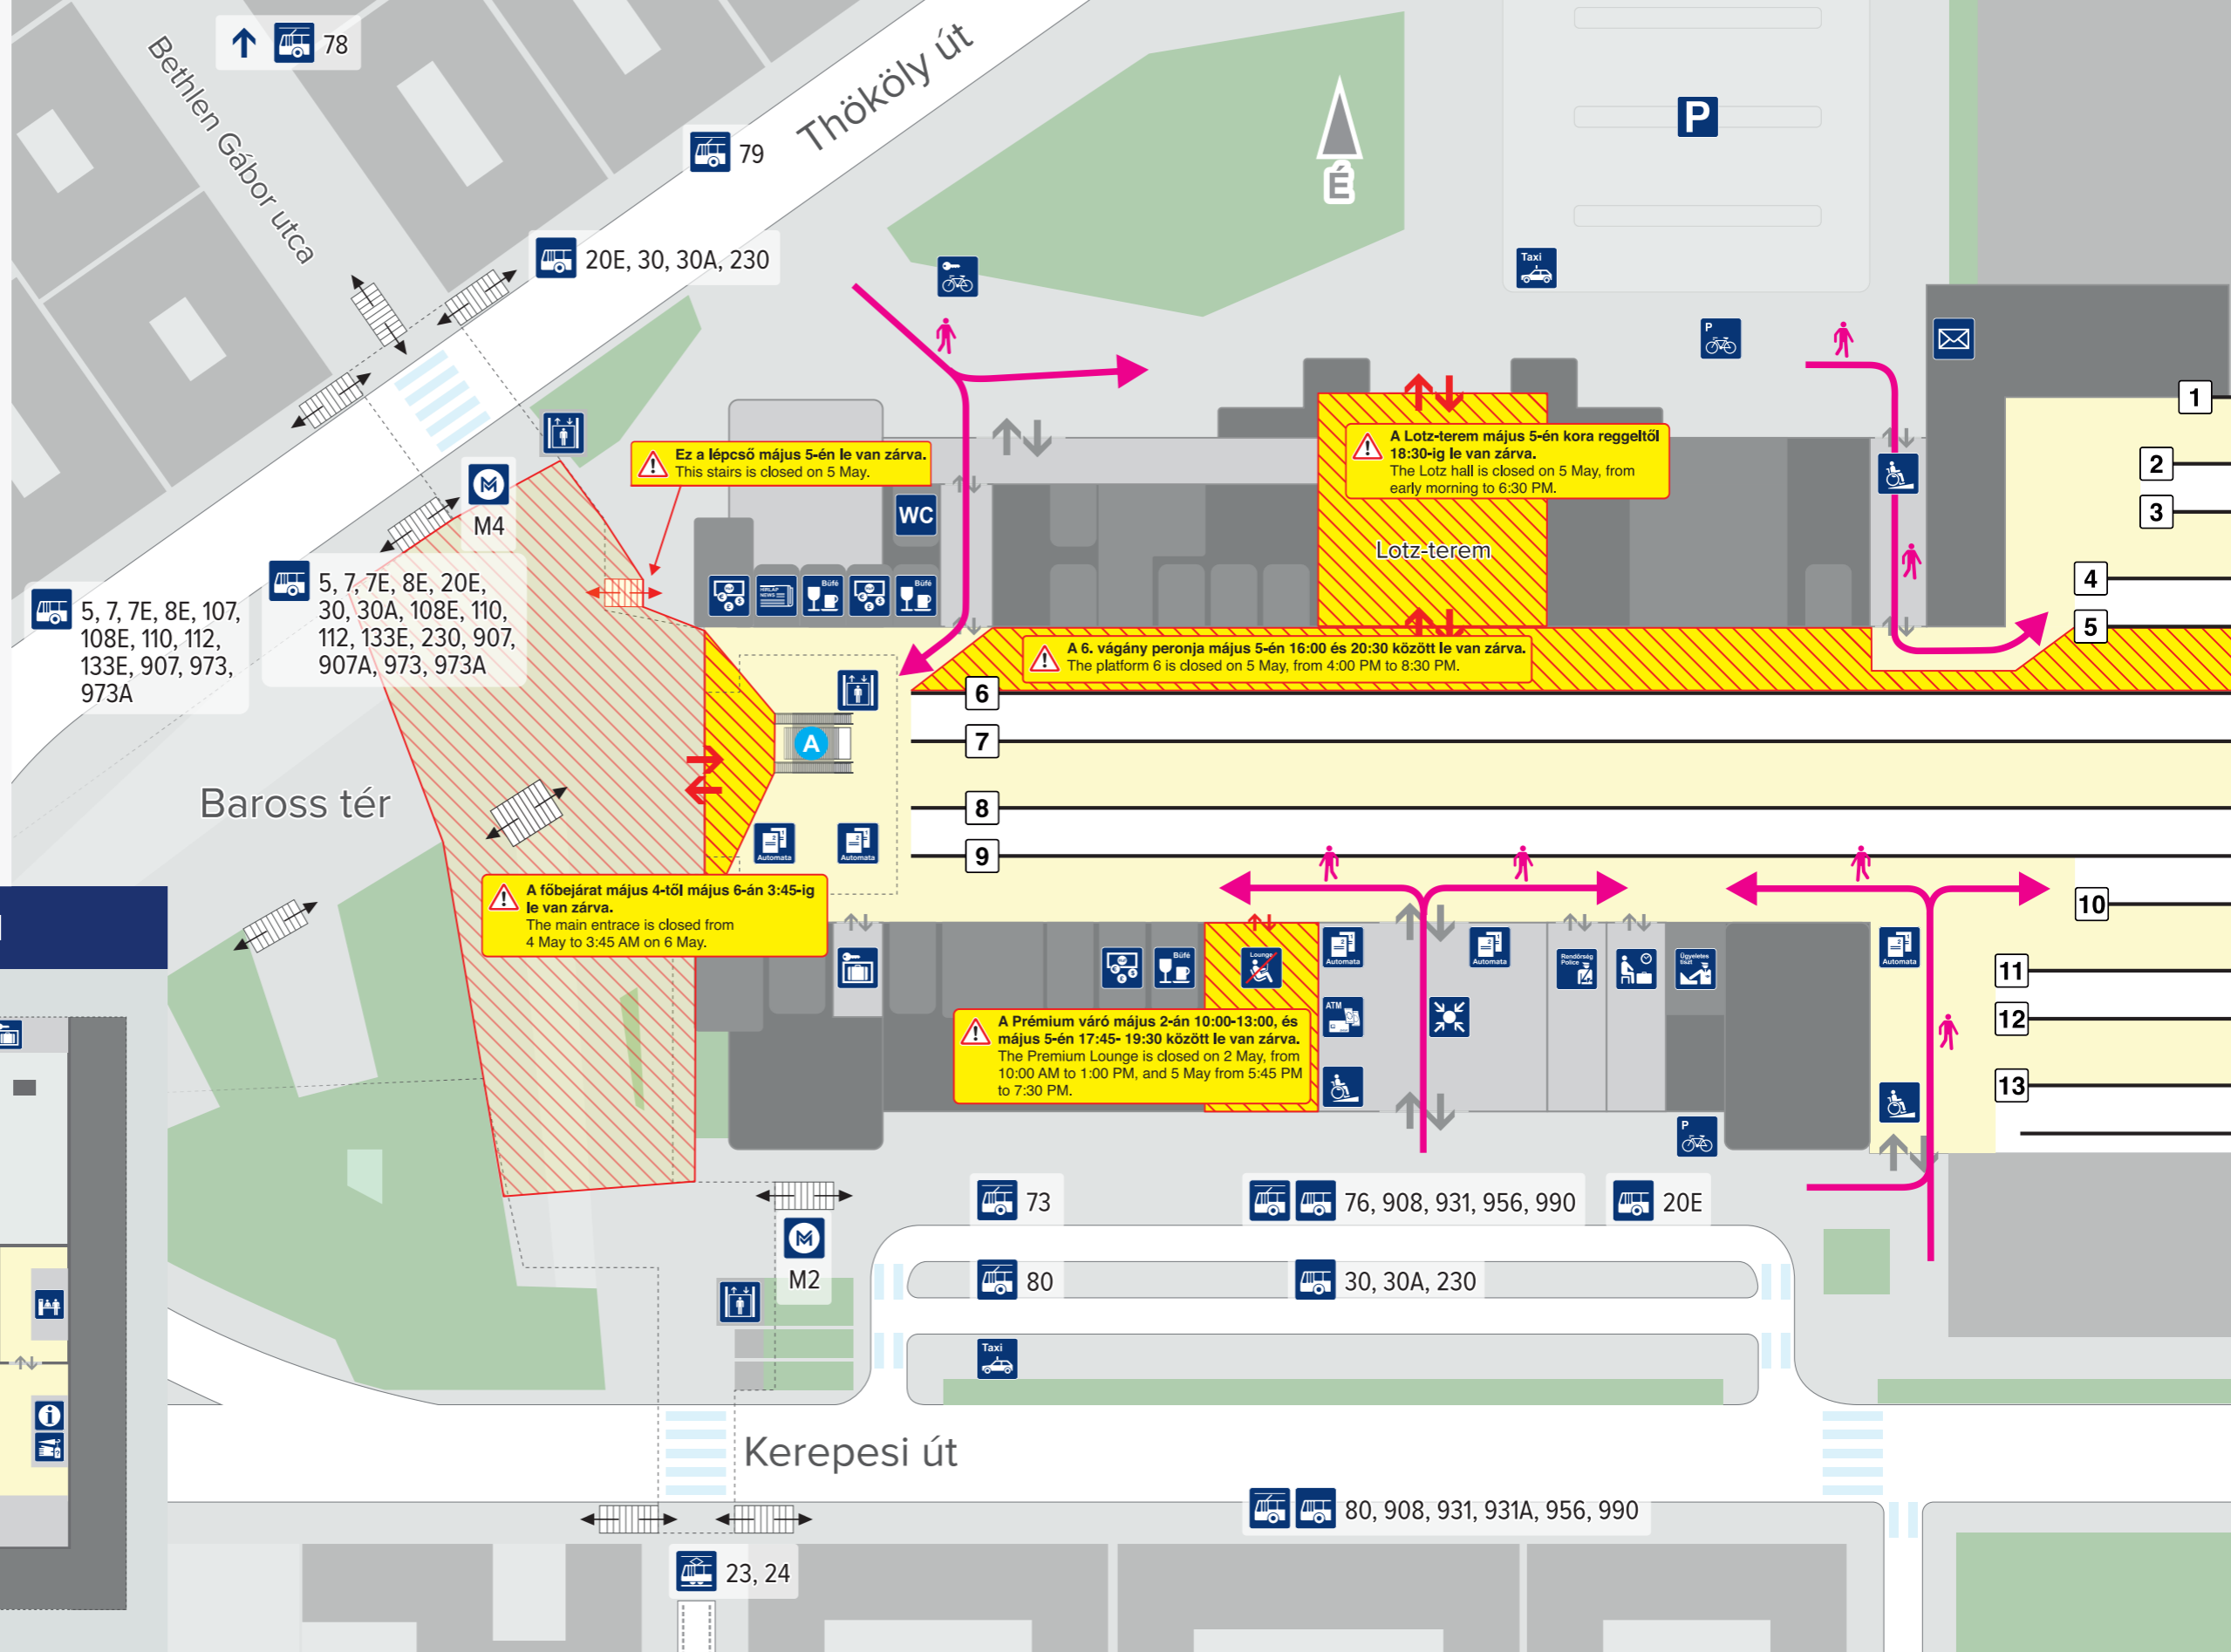 78
Bethlen Gábor utca
Thököly út
79
P
É
20E, 30, 30A, 230
Taxi
P
1
2
3
4
5
Ez a lépcső május 5-én le van zárva.
This stairs is closed on 5 May.
A Lotz-terem május 5-én kora reggeltől
18:30-ig le van zárva.
The Lotz hall is closed on 5 May, from
early morning to 6:30 PM.
Lotz-terem
M4
WC
HÍRLAP
NEWS
Büfé
Büfé
5, 7, 7E, 8E, 107,
108E, 110, 112,
133E, 907, 973,
973A
5, 7, 7E, 8E, 20E,
30, 30A, 108E, 110,
112, 133E, 230, 907,
907A, 973, 973A
A 6. vágány peronja május 5-én 16:00 és 20:30 között le van zárva.
The platform 6 is closed on 5 May, from 4:00 PM to 8:30 PM.
6
7
8
9
A
Baross tér
Automata
Automata
A főbejárat május 4-től május 6-án 3:45-ig
le van zárva.
The main entrace is closed from
4 May to 3:45 AM on 6 May.
10
11
12
13
Büfé
Lounge
Automata
Automata
Rendőrség
Police
Ügyeletes
tiszt
Automata
ATM
A Prémium váró május 2-án 10:00-13:00, és
május 5-én 17:45- 19:30 között le van zárva.
The Premium Lounge is closed on 2 May, from
10:00 AM to 1:00 PM, and 5 May from 5:45 PM
to 7:30 PM.
P
73
76, 908, 931, 956, 990
20E
M2
80
30, 30A, 230
Taxi
Kerepesi út
80, 908, 931, 931A, 956, 990
23, 24